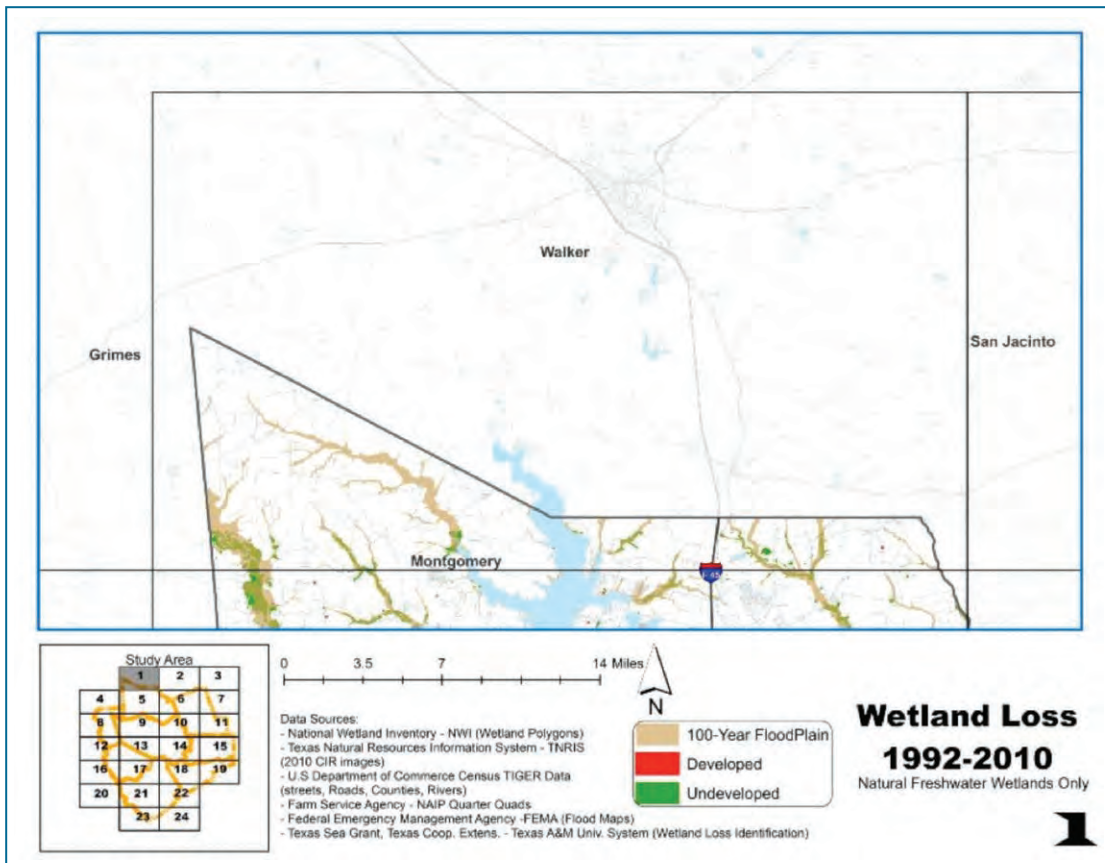 Walker
Grimes
San Jacinto
Montgomery
I-45
Study Area
1 2 3
4 5 6 7
8 9 10 11
12 13 14 15
16 17 18 19
20 21 22
23 24
0 3.5 7 14 Miles
N
Data Sources:
- National Wetland Inventory - NWI (Wetland Polygons)
- Texas Natural Resources Information System - TNRIS
(2010 CIR images)
- U.S Department of Commerce Census TIGER Data
(streets, Roads, Counties, Rivers)
- Farm Service Agency - NAIP Quarter Quads
- Federal Emergency Management Agency -FEMA (Flood Maps)
- Texas Sea Grant, Texas Coop. Extens. - Texas A&M Univ. System (Wetland Loss Identification)
100-Year FloodPlain
Developed
Undeveloped
Wetland Loss
1992-2010
Natural Freshwater Wetlands Only
1